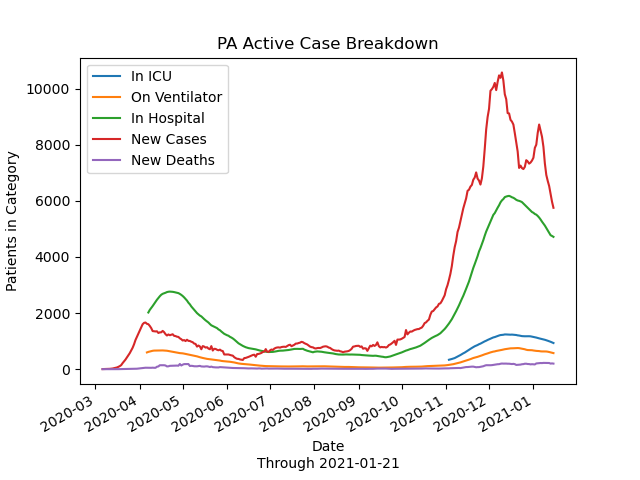 PA Active Case Breakdown
In ICU
On Ventilator
In Hospital
New Cases
New Deaths
Patients in Category
10000
8000
6000
4000
2000
0
2020-03
2020-04
2020-05
2020-06
2020-07
2020-08
2020-09
2020-10
2020-11
2020-12
2021-01
Date
Through 2021-01-21